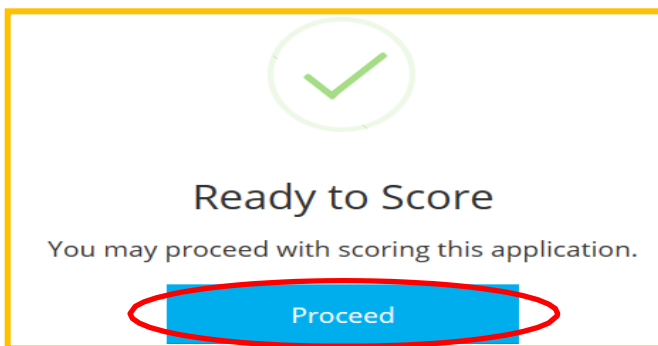 Ready to Score
You may proceed with scoring this application.
Proceed